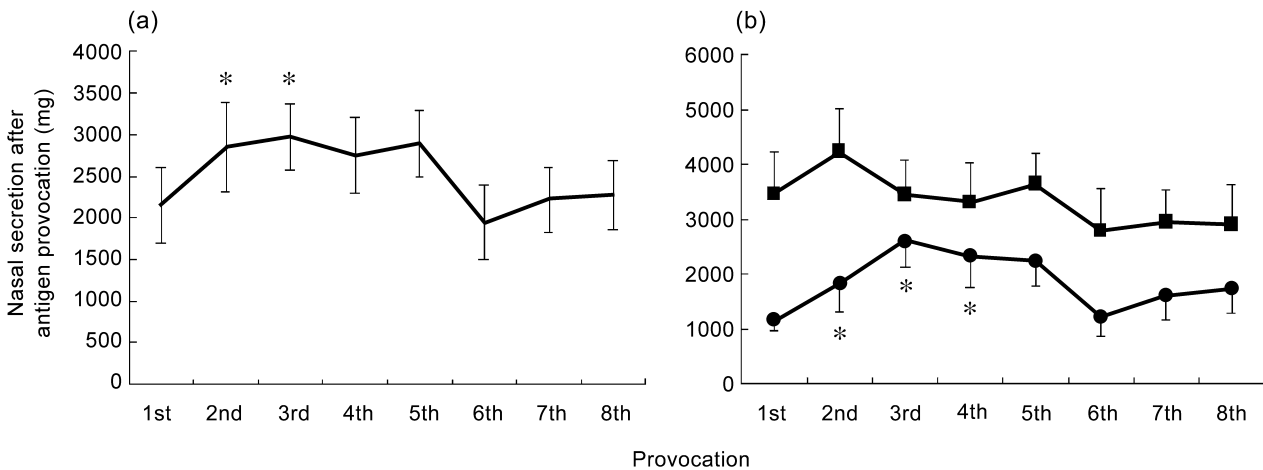 (a)
(b)
Nasal secretion after
antigen provocation (mg)
4000
3500
3000
2500
2000
1500
1000
500
0
* *
1st 2nd 3rd 4th 5th 6th 7th 8th
6000
5000
4000
3000
2000
1000
0
* * *
1st 2nd 3rd 4th 5th 6th 7th 8th
Provocation